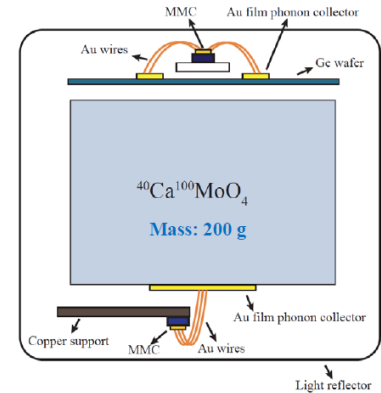 MMC
Au film phonon collector
Au wires
Ge wafer
⁴⁰Ca¹⁰⁰MoO₄
Mass: 200 g
Au film phonon collector
Copper support
MMC
Au wires
Light reflector